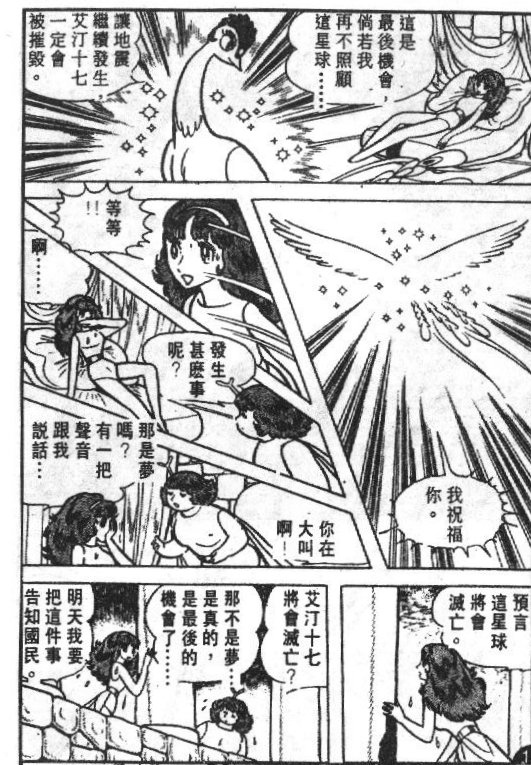 這是
最後機會，
倘若我
再不照顧
這星球……
讓地震
繼續發生，
艾汀十七
一定會
被摧毀。
我祝福
你。
等等
!!
啊………
發生
甚麽事
呢？
你在
大叫
啊！
那是夢
嗎？
有一把
聲音
跟我
説話…
預言
這星球
將會
滅亡。
艾汀十七
將會滅亡？
那不是夢…
是真的，
是最後的
機會了……
明天我要
把這件事
告知國民。